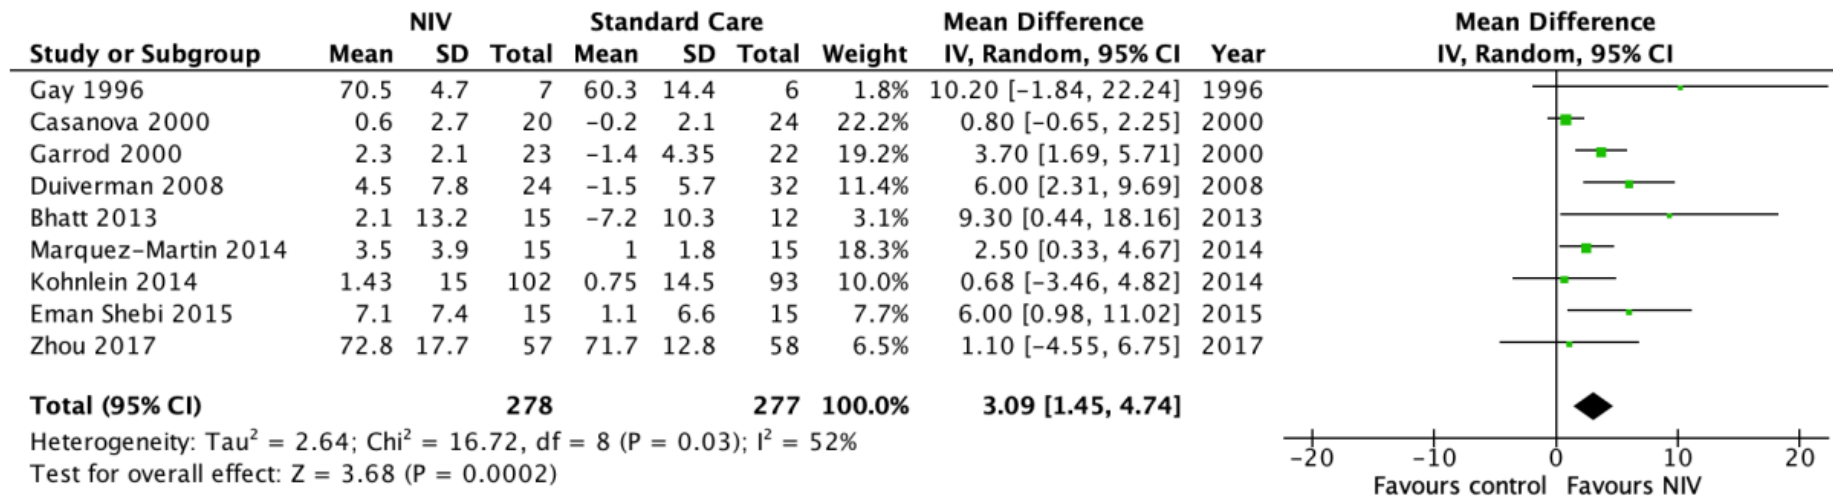 NIV Standard Care Mean Difference Mean Difference
Study or Subgroup Mean SD Total Mean SD Total Weight IV, Random, 95% CI Year IV, Random, 95% CI
Gay 1996 70.5 4.7 7 60.3 14.4 6 1.8% 10.20 [−1.84, 22.24] 1996
Casanova 2000 0.6 2.7 20 −0.2 2.1 24 22.2% 0.80 [−0.65, 2.25] 2000
Garrod 2000 2.3 2.1 23 −1.4 4.35 22 19.2% 3.70 [1.69, 5.71] 2000
Duiverman 2008 4.5 7.8 24 −1.5 5.7 32 11.4% 6.00 [2.31, 9.69] 2008
Bhatt 2013 2.1 13.2 15 −7.2 10.3 12 3.1% 9.30 [0.44, 18.16] 2013
Marquez−Martin 2014 3.5 3.9 15 1 1.8 15 18.3% 2.50 [0.33, 4.67] 2014
Kohnlein 2014 1.43 15 102 0.75 14.5 93 10.0% 0.68 [−3.46, 4.82] 2014
Eman Shebi 2015 7.1 7.4 15 1.1 6.6 15 7.7% 6.00 [0.98, 11.02] 2015
Zhou 2017 72.8 17.7 57 71.7 12.8 58 6.5% 1.10 [−4.55, 6.75] 2017
Total (95% CI) 278 277 100.0% 3.09 [1.45, 4.74]
Heterogeneity: Tau² = 2.64; Chi² = 16.72, df = 8 (P = 0.03); I² = 52%
Test for overall effect: Z = 3.68 (P = 0.0002)
−20 −10 0 10 20
Favours control Favours NIV